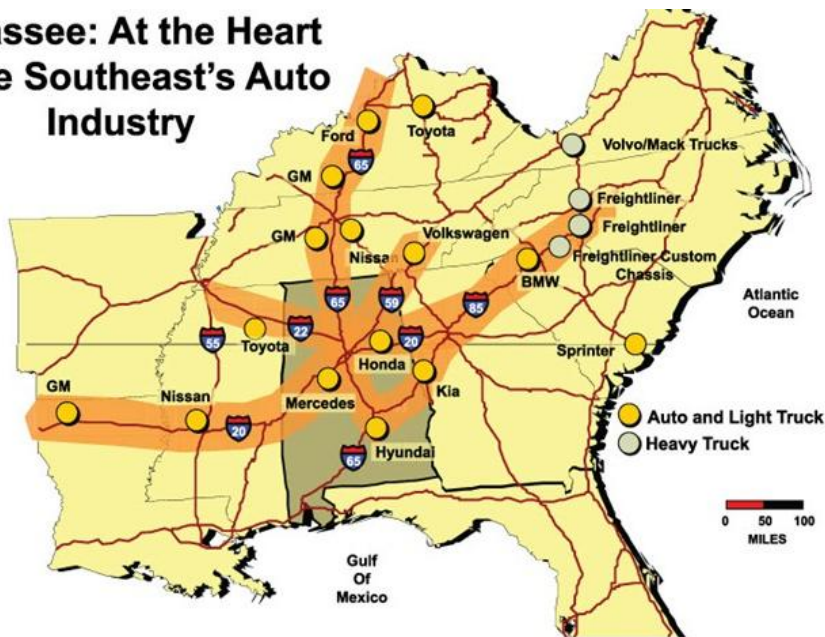 ssee: At the Heart
e Southeast's Auto
Industry
Ford
Toyota
65
GM
Volvo/Mack Trucks
Freightliner
GM
Nissan
Volkswagen
Freightliner
Freightliner Custom
Chassis
BMW
65
59
85
Atlantic
Ocean
55
22
Toyota
20
Honda
Sprinter
GM
Nissan
Mercedes
Kia
20
Hyundai
65
Auto and Light Truck
Heavy Truck
0 50 100
MILES
Gulf
Of
Mexico